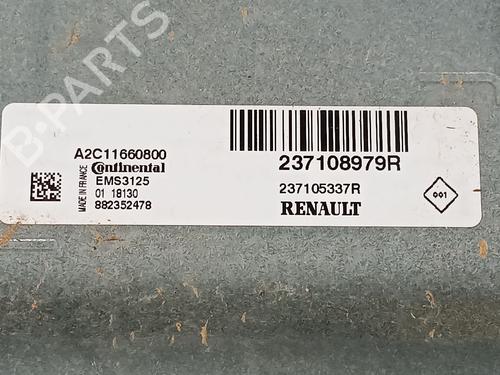 B-PARTS
A2C11660800
Continental
EMS3125
01 18130
882352478
MADE IN FRANCE
237108979R
237105337R
RENAULT
001